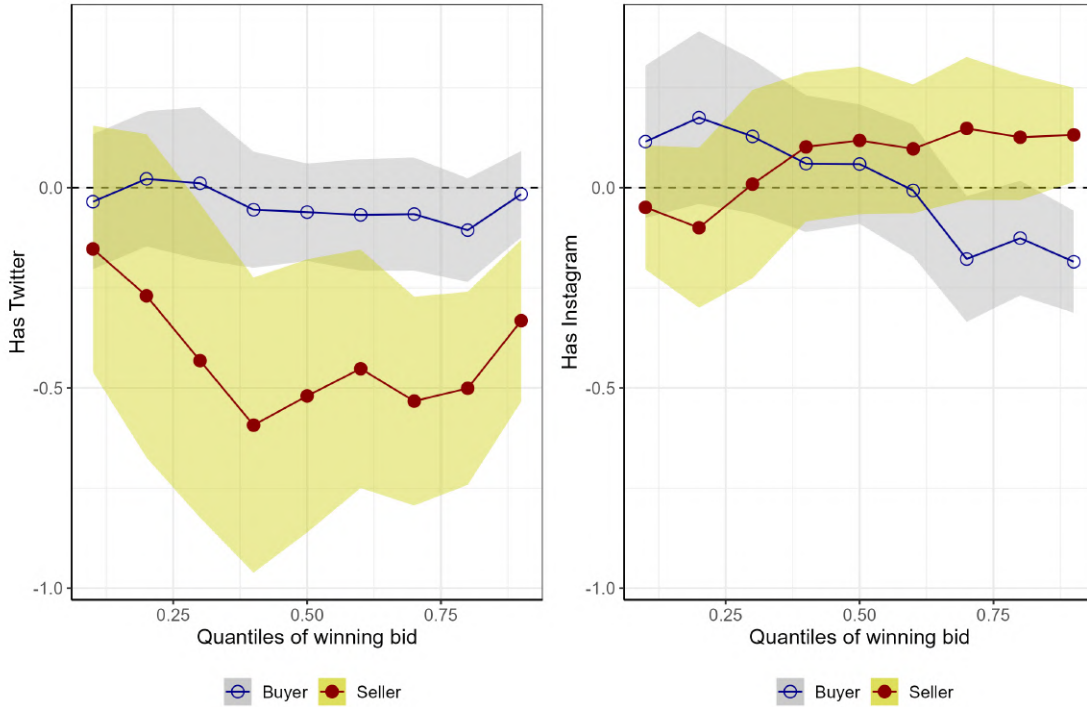 Has Twitter
0.0
-0.5
-1.0
0.25
0.50
0.75
Quantiles of winning bid
Buyer
Seller
Has Instagram
0.0
-0.5
-1.0
0.25
0.50
0.75
Quantiles of winning bid
Buyer
Seller